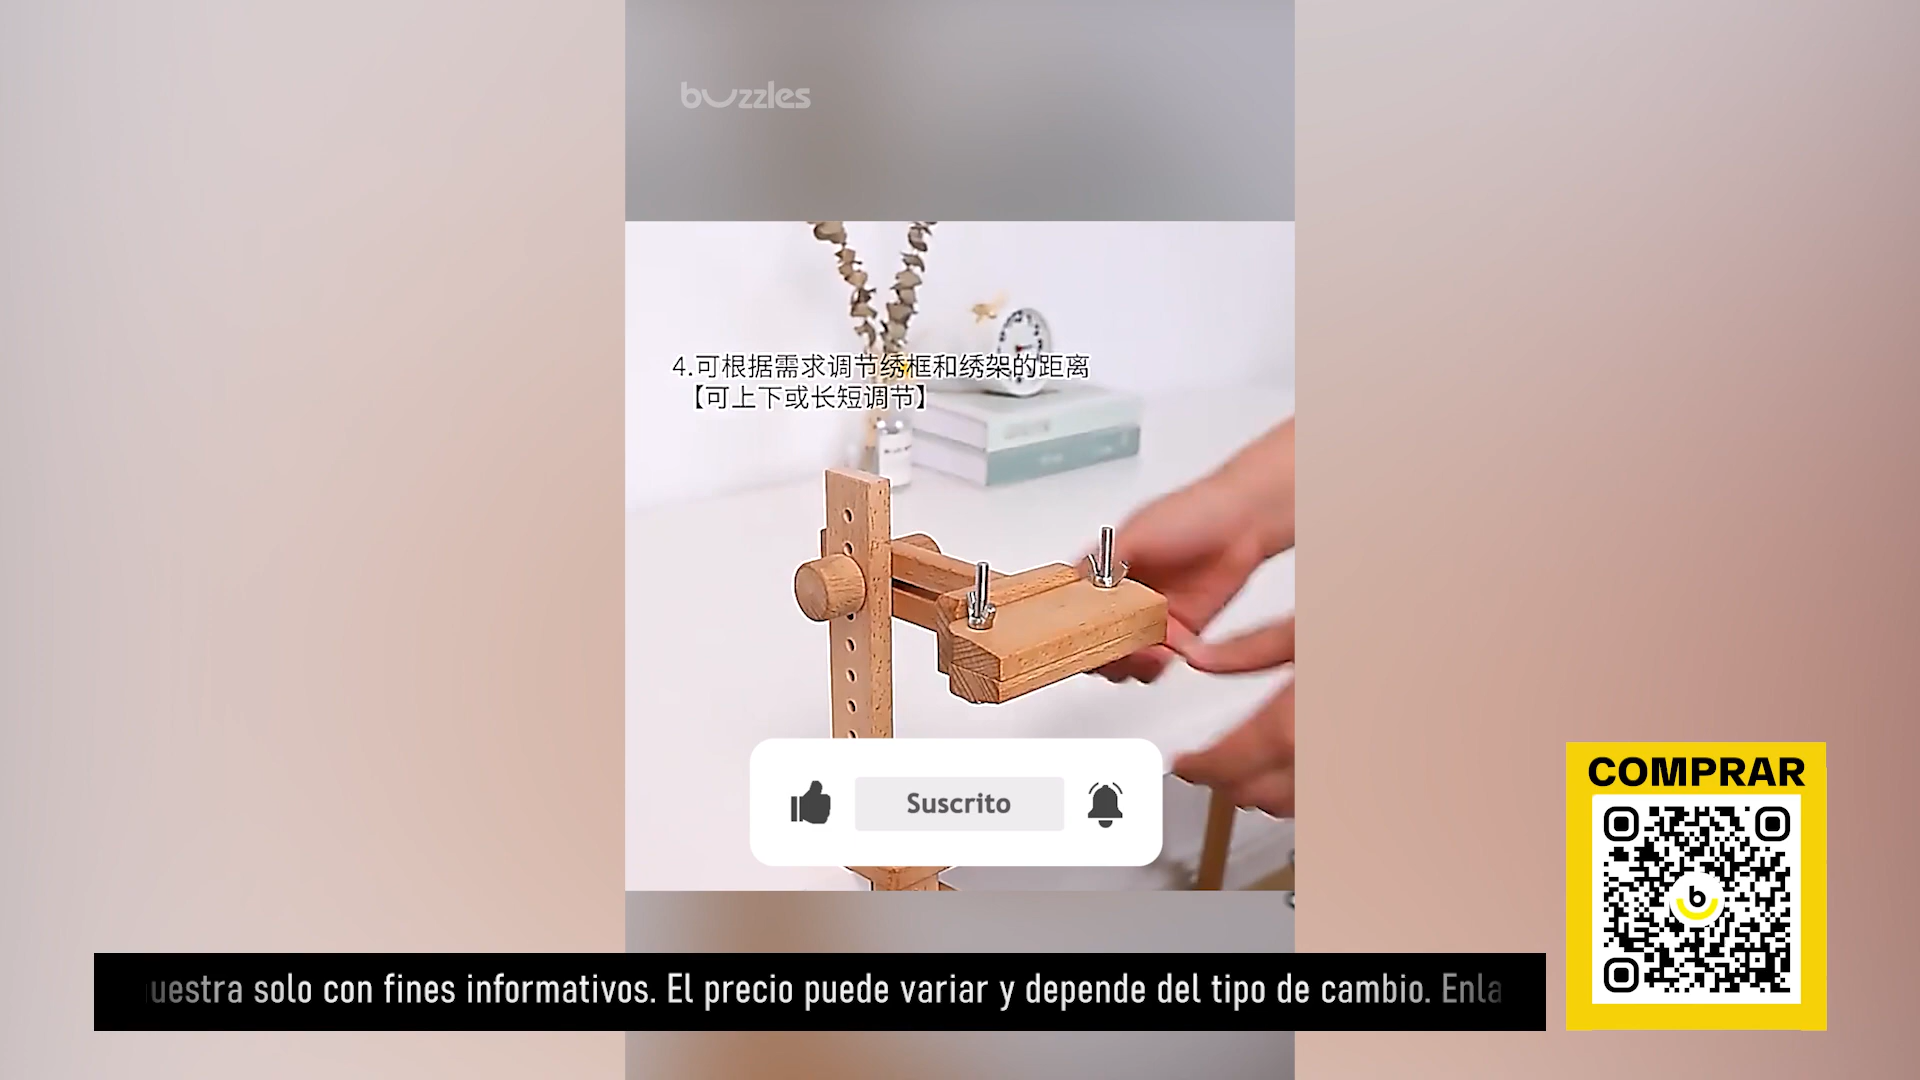 buzzles
4.可根据需求调节绣框和绣架的距离
【可上下或长短调节】
Suscrito
COMPRAR
b
solo con fines informativos. El precio puede variar y depende del tipo de cambio.